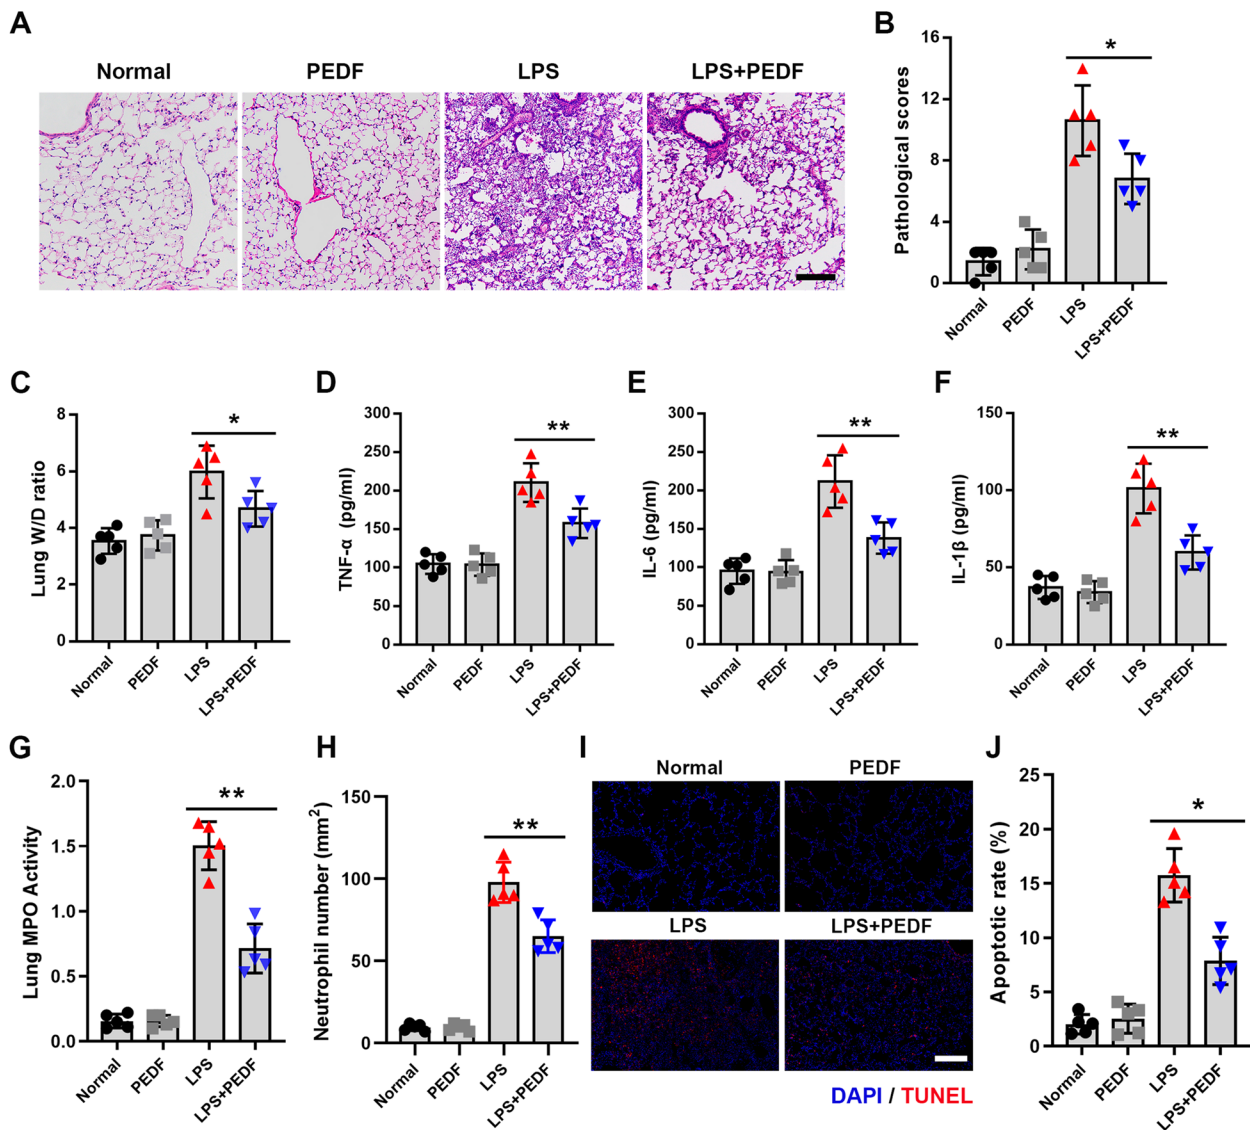 A
Normal
PEDF
LPS
LPS+PEDF
B
Pathological scores
16
12
8
4
0
*
Normal
PEDF
LPS
LPS+PEDF
C
Lung W/D ratio
8
6
4
2
0
*
Normal
PEDF
LPS
LPS+PEDF
D
TNF-α (pg/ml)
300
250
200
150
100
50
0
**
Normal
PEDF
LPS
LPS+PEDF
E
IL-6 (pg/ml)
300
250
200
150
100
50
0
**
Normal
PEDF
LPS
LPS+PEDF
F
IL-1β (pg/ml)
150
100
50
0
**
Normal
PEDF
LPS
LPS+PEDF
G
Lung MPO Activity
2.0
1.5
1.0
0.5
0.0
**
Normal
PEDF
LPS
LPS+PEDF
H
Neutrophil number (mm²)
150
100
50
0
**
Normal
PEDF
LPS
LPS+PEDF
I
Normal
PEDF
LPS
LPS+PEDF
DAPI / TUNEL
J
Apoptotic rate (%)
25
20
15
10
5
0
*
Normal
PEDF
LPS
LPS+PEDF